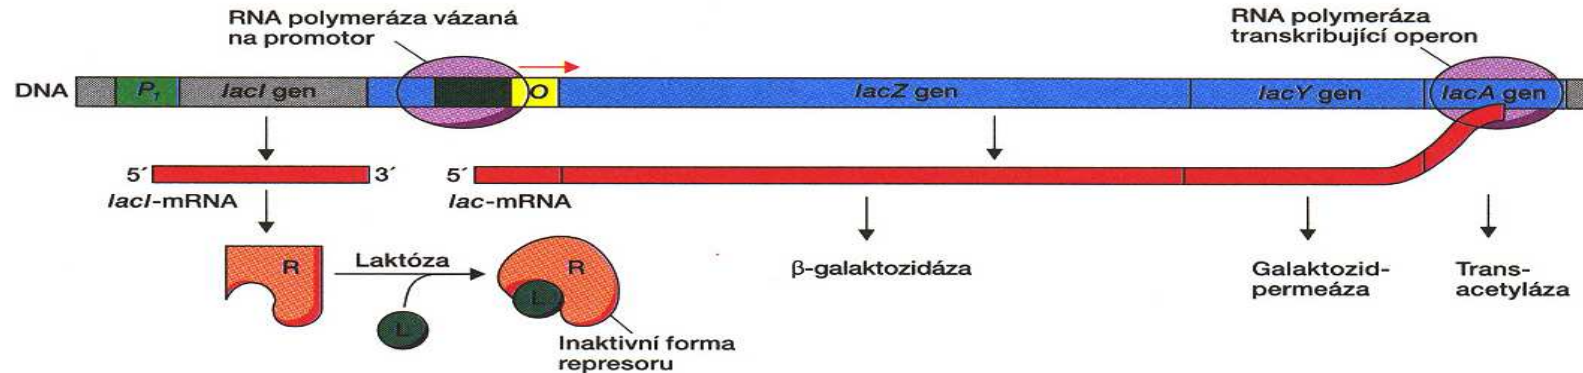 RNA polymeráza vázaná
na promotor
RNA polymeráza
transkribující operon
DNA
P₁
lacI gen
O
lacZ gen
lacY gen
lacA gen
5´
3´
5´
lacI-mRNA
lac-mRNA
R
Laktóza
L
R
L
Inaktivní forma
represoru
β-galaktozidáza
Galaktozid-
permeáza
Trans-
acetyláza